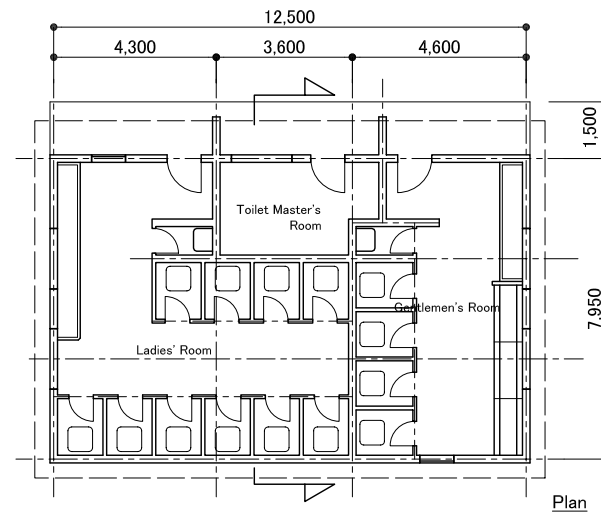 12,500
4,300 3,600 4,600
1,500
Toilet Master's
Room
Gentlemen's Room
7,950
Ladies' Room
Plan